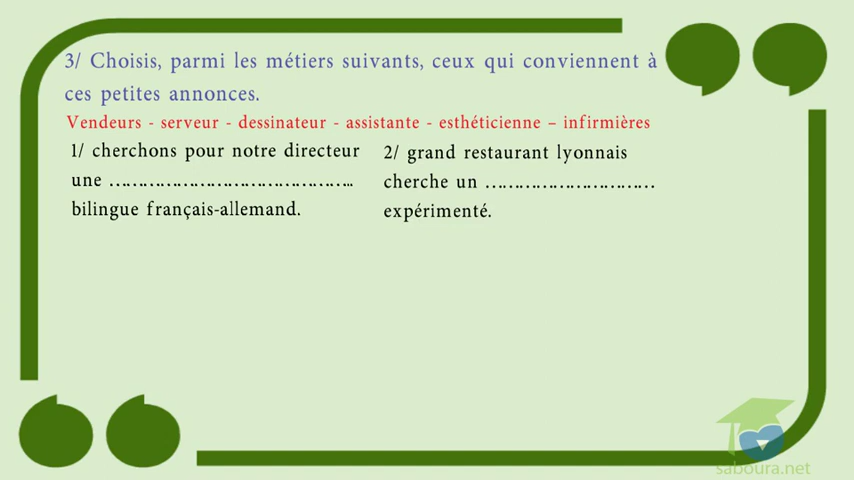 3/ Choisis, parmi les métiers suivants, ceux qui conviennent à
ces petites annonces.
Vendeurs - serveur - dessinateur - assistante - esthéticienne – infirmières
1/ cherchons pour notre directeur
une ……………………………………..
bilingue français-allemand.
2/ grand restaurant lyonnais
cherche un …………………………
expérimenté.
saboura.net